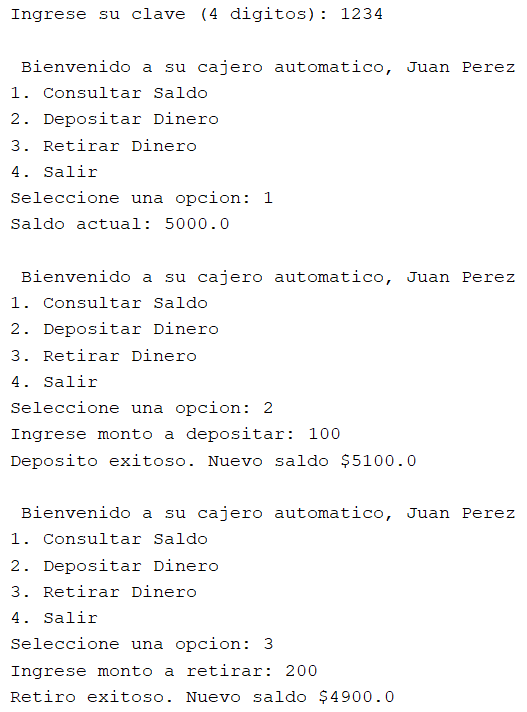 Ingrese su clave (4 digitos): 1234
Bienvenido a su cajero automatico, Juan Perez
1. Consultar Saldo
2. Depositar Dinero
3. Retirar Dinero
4. Salir
Seleccione una opcion: 1
Saldo actual: 5000.0
Bienvenido a su cajero automatico, Juan Perez
1. Consultar Saldo
2. Depositar Dinero
3. Retirar Dinero
4. Salir
Seleccione una opcion: 2
Ingrese monto a depositar: 100
Deposito exitoso. Nuevo saldo $5100.0
Bienvenido a su cajero automatico, Juan Perez
1. Consultar Saldo
2. Depositar Dinero
3. Retirar Dinero
4. Salir
Seleccione una opcion: 3
Ingrese monto a retirar: 200
Retiro exitoso. Nuevo saldo $4900.0